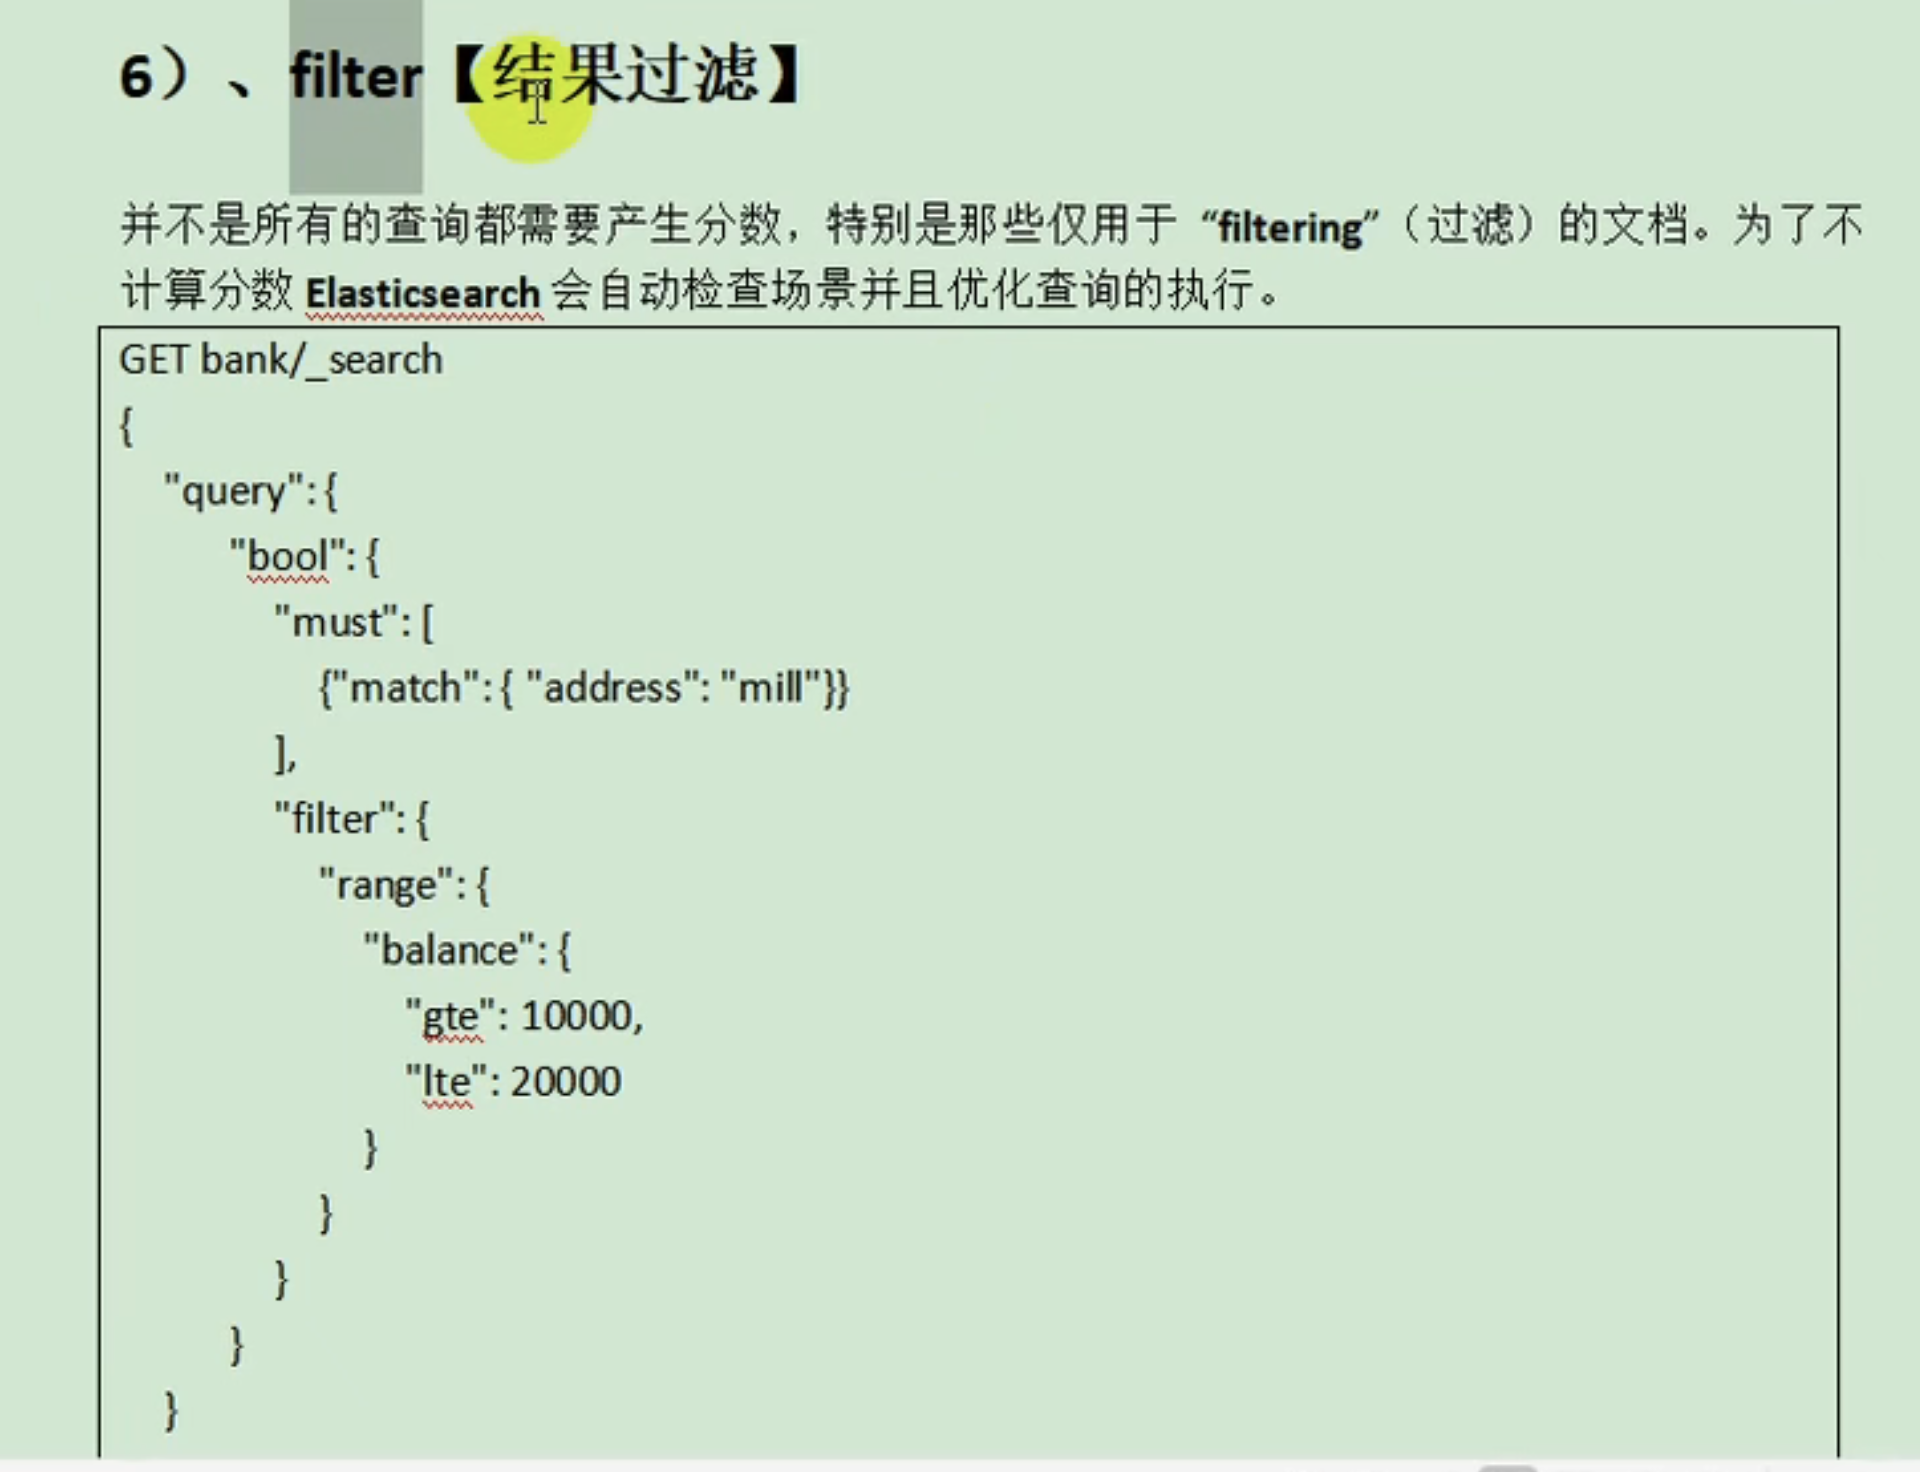 6）、filter【结果过滤】
并不是所有的查询都需要产生分数，特别是那些仅用于 “filtering”（过滤）的文档。为了不
计算分数 Elasticsearch 会自动检查场景并且优化查询的执行。
GET bank/_search
{
"query": {
"bool": {
"must": [
{"match": { "address": "mill"}}
],
"filter": {
"range": {
"balance": {
"gte": 10000,
"lte": 20000
}
}
}
}
}